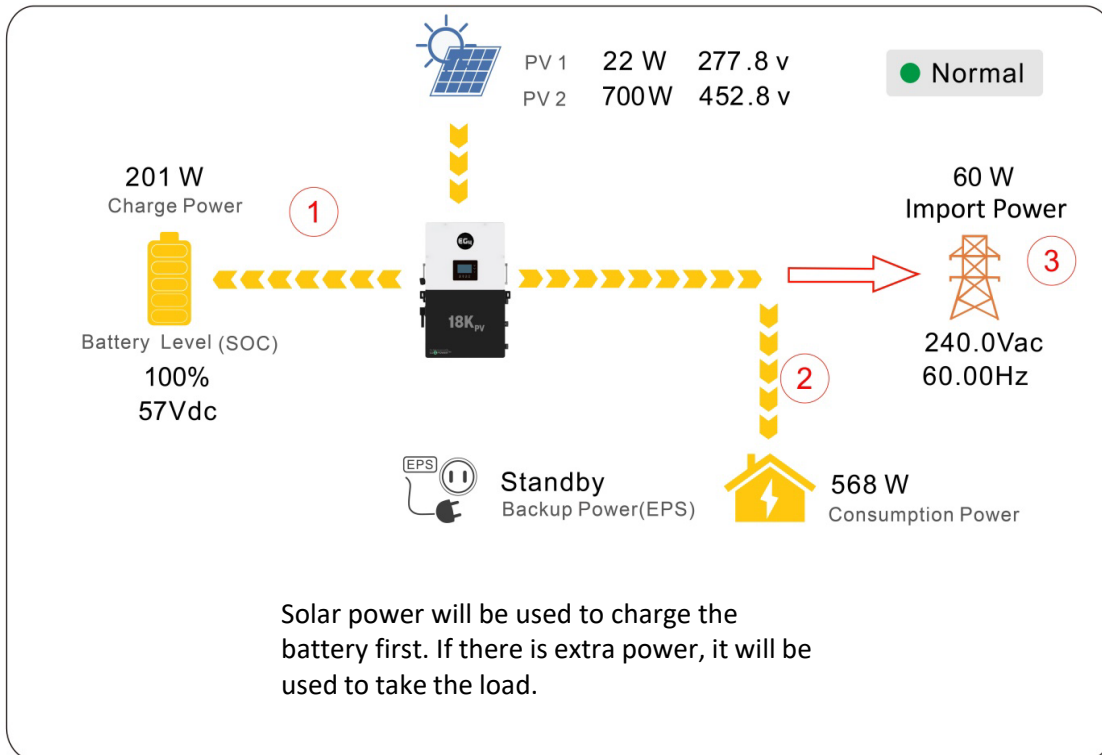 PV 1 22 W 277.8 v
PV 2 700W 452.8 v
Normal
201 W
Charge Power
1
60 W
Import Power
3
EG4
18KPV
Battery Level (SOC)
100%
57Vdc
240.0Vac
60.00Hz
2
EPS
Standby
Backup Power(EPS)
568 W
Consumption Power
Solar power will be used to charge the
battery first. If there is extra power, it will be
used to take the load.